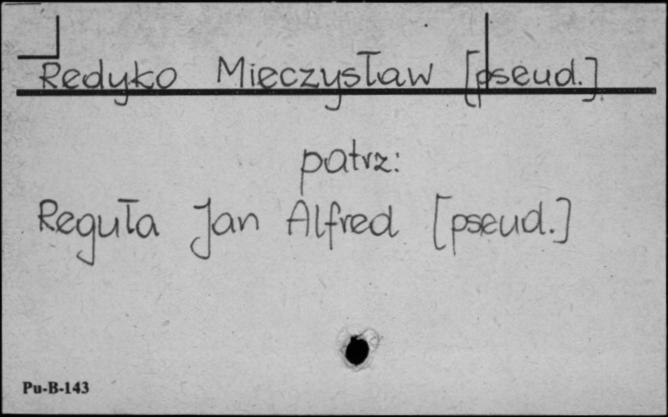 Redyko Mieczysław [pseud.]
patrz:
Reguła Jan Alfred [pseud.]
Pu-B-143